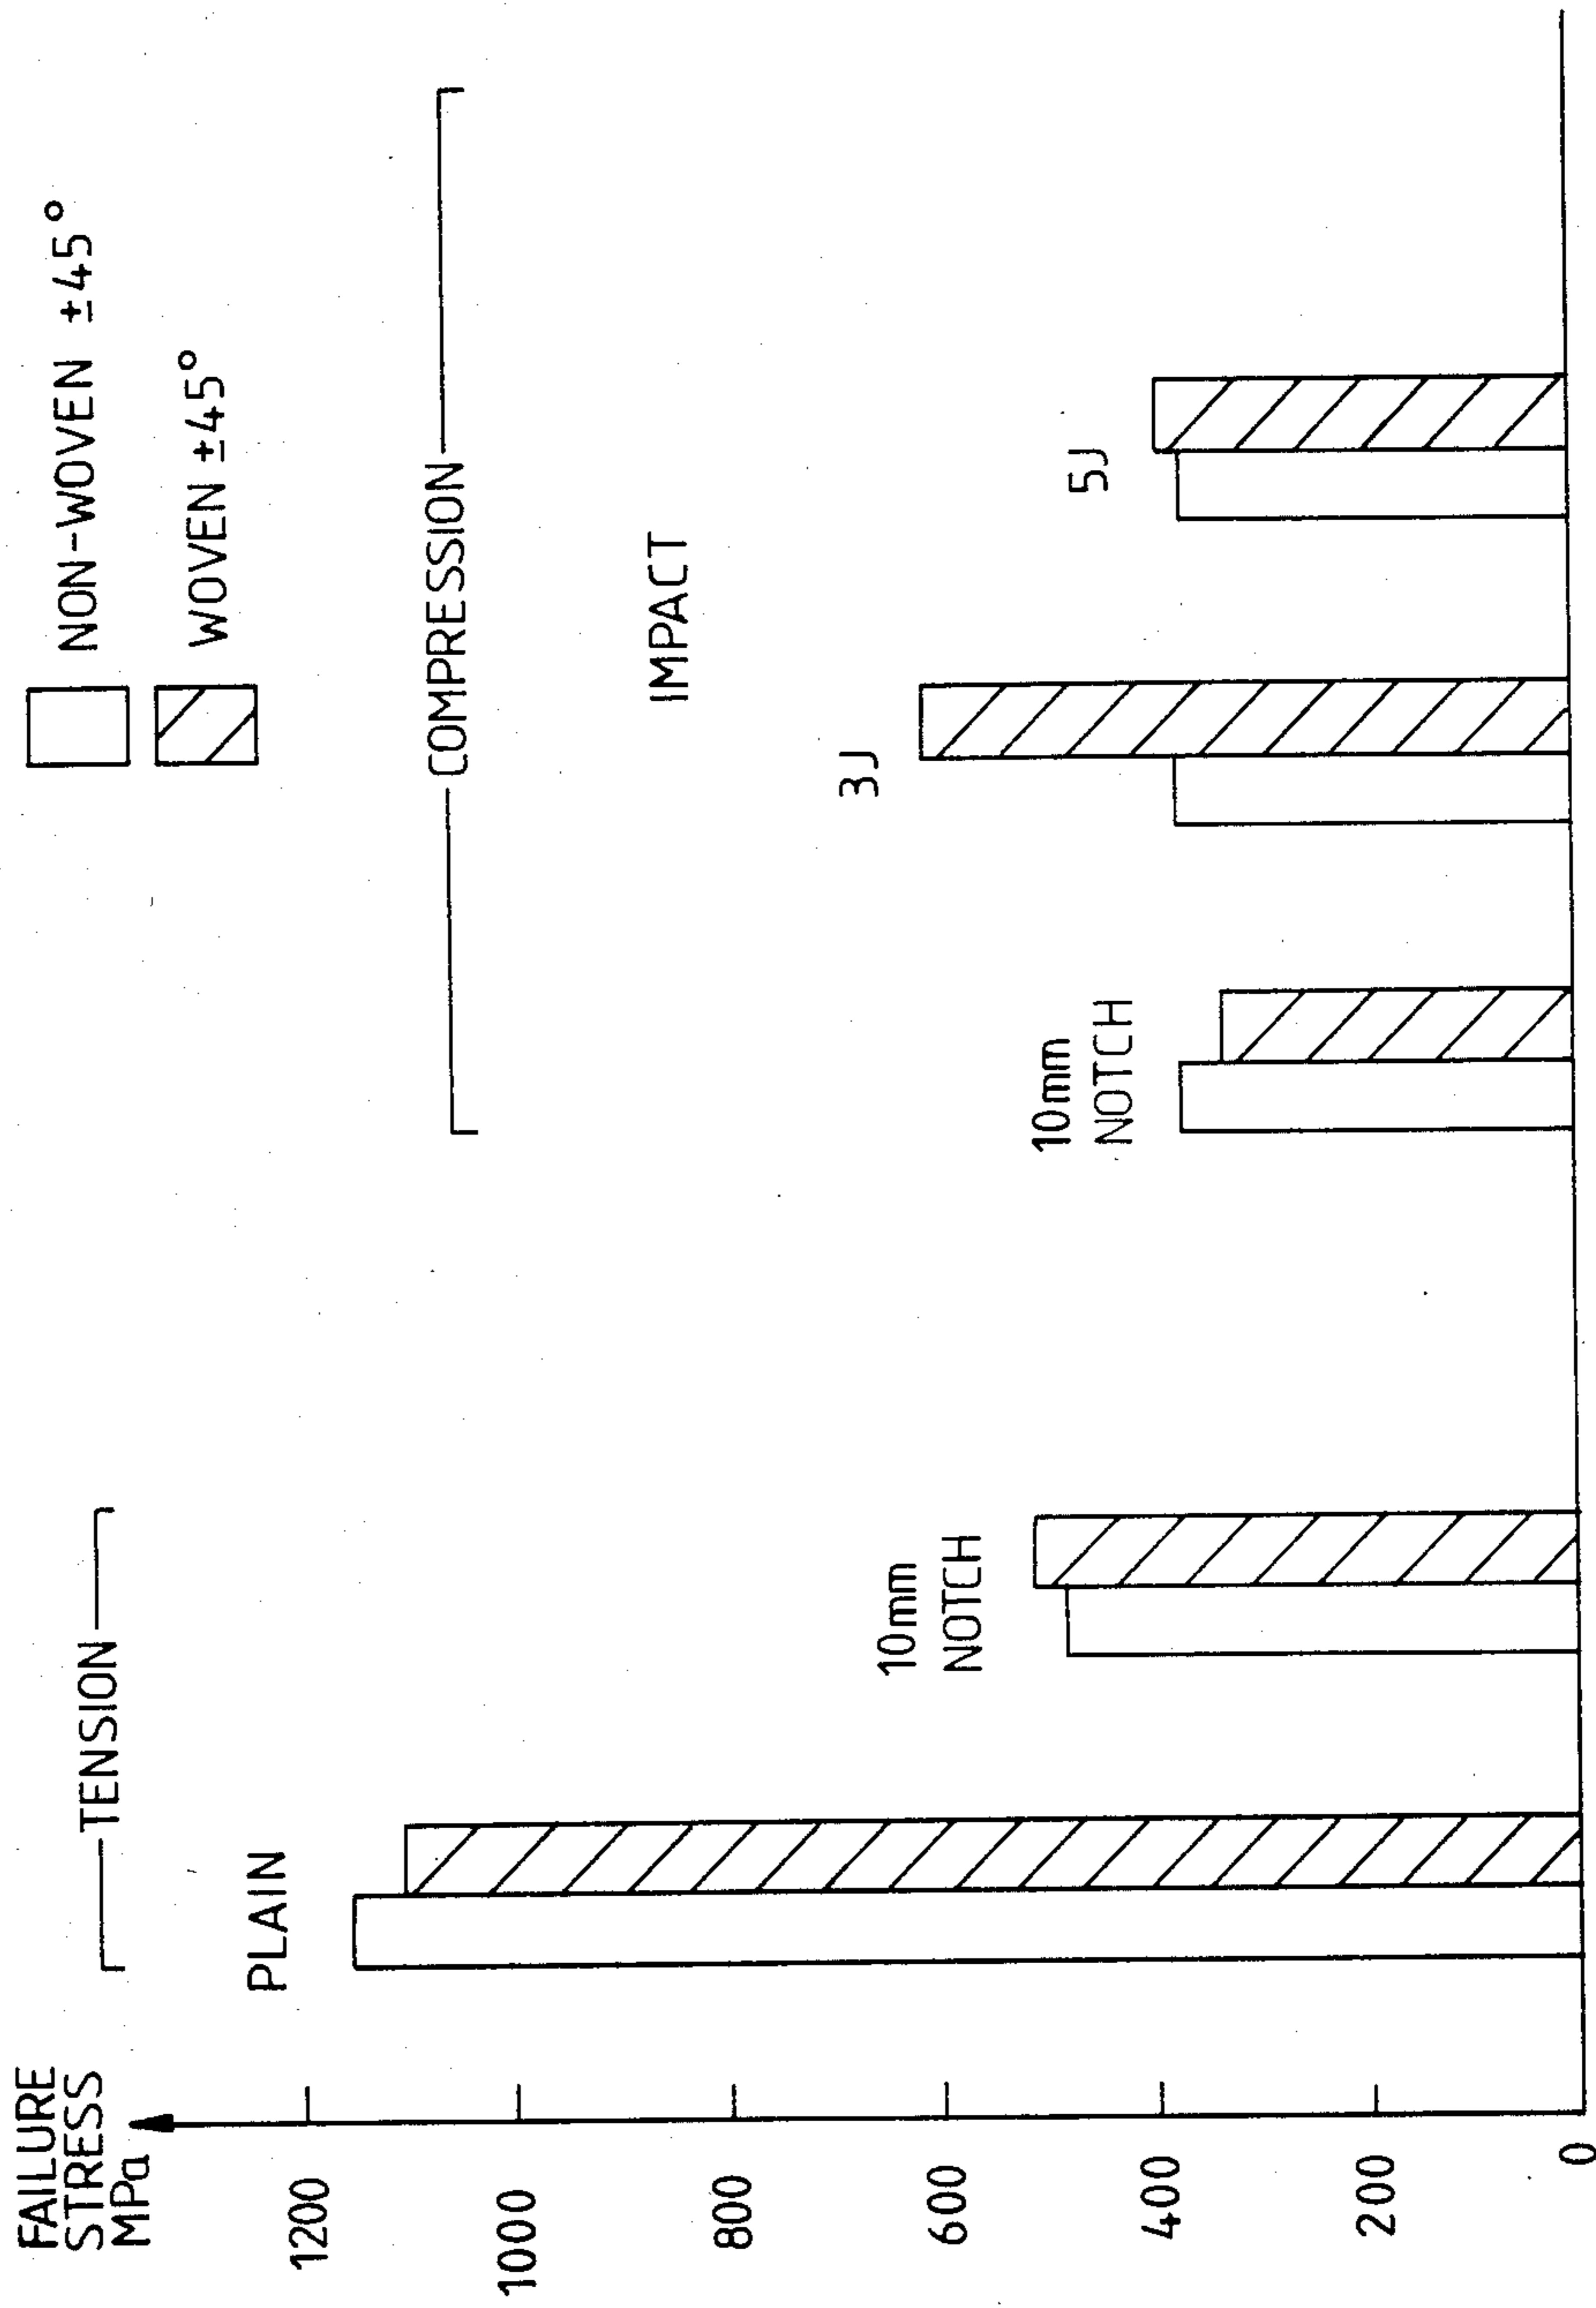 FAILURE
STRESS
MPa
TENSION
COMPRESSION
NON-WOVEN ±45°
WOVEN ±45°
PLAIN
10mm
NOTCH
10mm
NOTCH
IMPACT
3J
5J
1200
1000
800
600
400
200
0